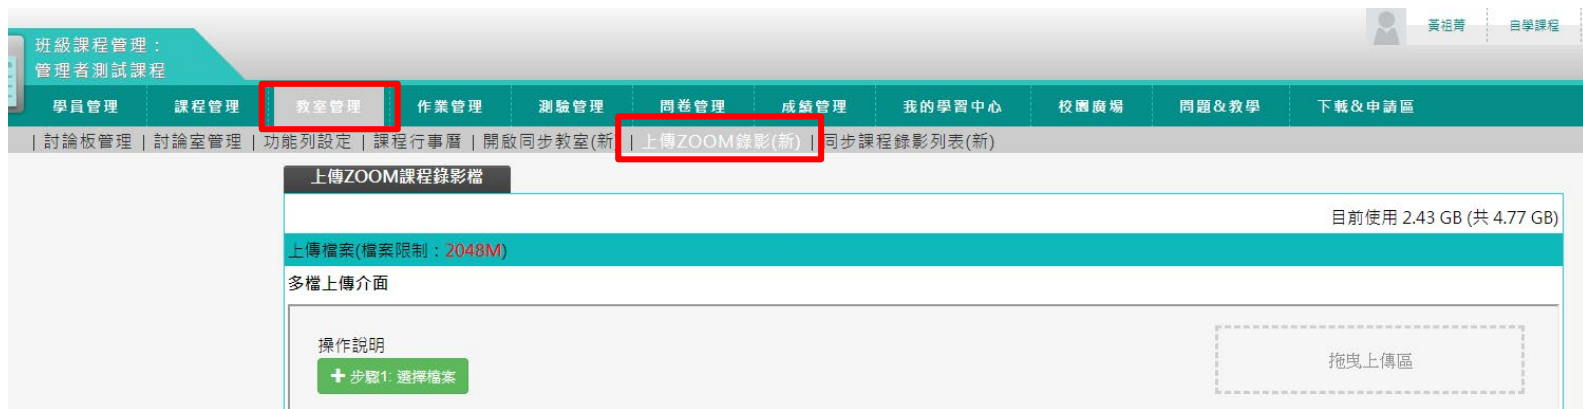 黃祖菁 自學課程
班級課程管理：
管理者測試課程
學員管理 課程管理 教室管理 作業管理 測驗管理 問卷管理 成績管理 我的學習中心 校園廣場 問題&教學 下載&申請區
| 討論板管理 | 討論室管理 | 功能列設定 | 課程行事曆 | 開啟同步教室(新 | 上傳ZOOM錄影(新) | 同步課程錄影列表(新)
上傳ZOOM課程錄影檔
目前使用 2.43 GB (共 4.77 GB)
上傳檔案(檔案限制：2048M)
多檔上傳介面
操作說明
+ 步驟1: 選擇檔案
拖曳上傳區